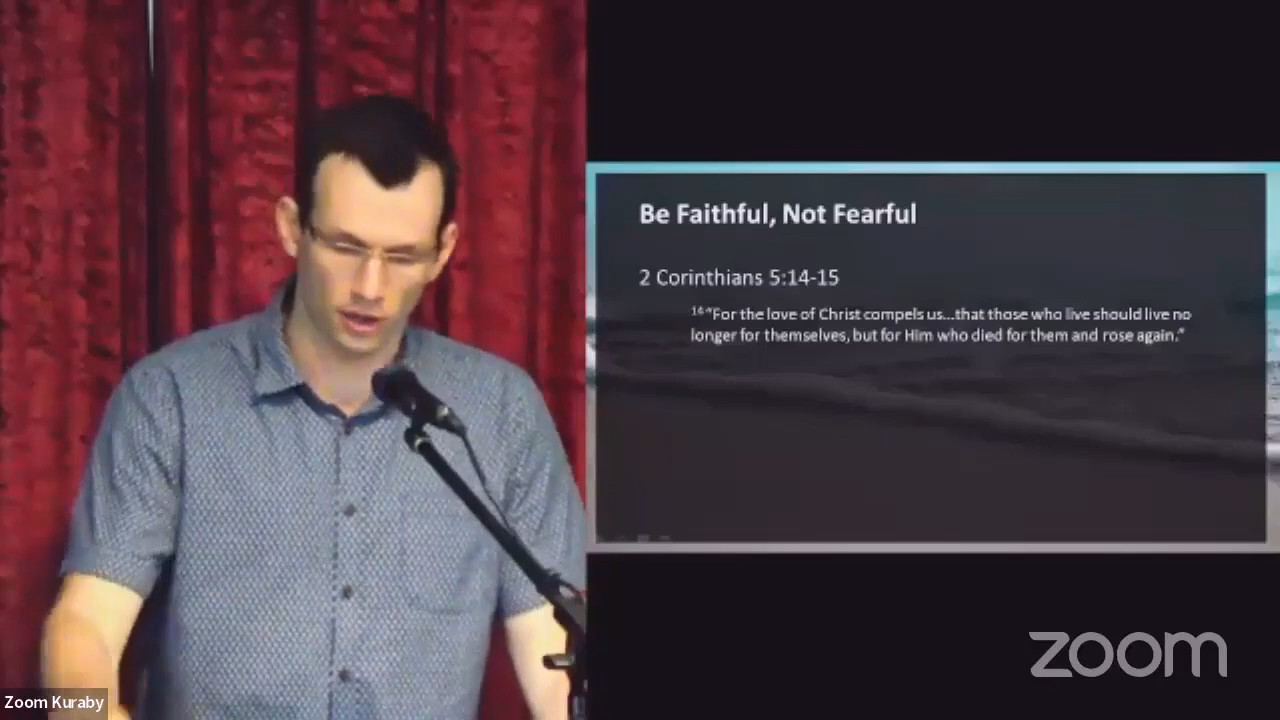 Be Faithful, Not Fearful
2 Corinthians 5:14-15
¹⁴“For the love of Christ compels us...that those who live should live no
longer for themselves, but for Him who died for them and rose again.”
zoom
Zoom Kuraby